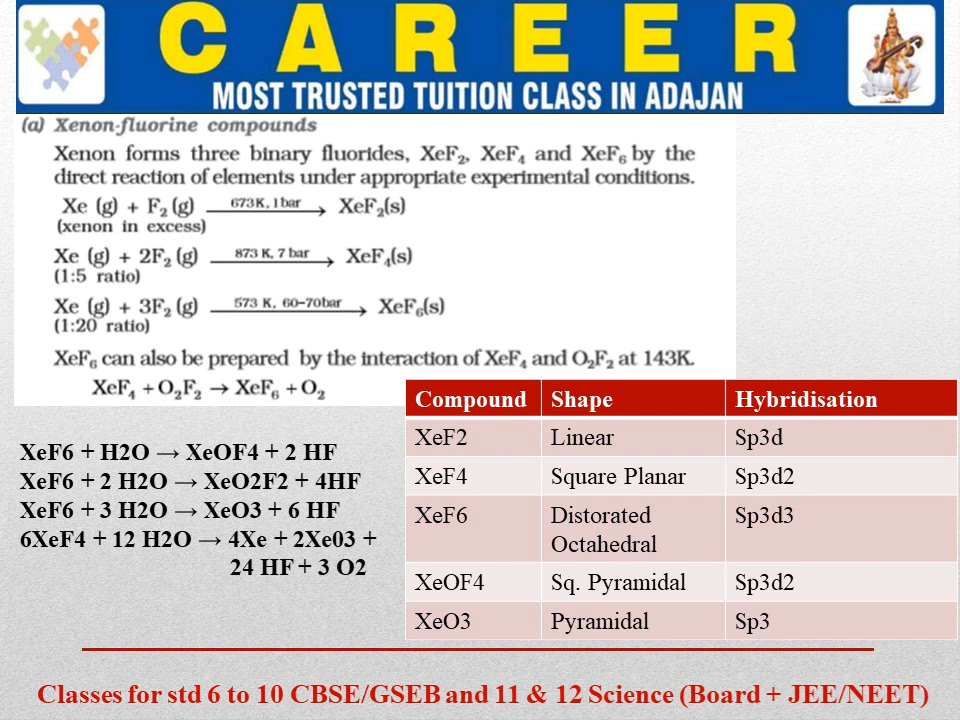 CAREER
MOST TRUSTED TUITION CLASS IN ADAJAN
(a) Xenon-fluorine compounds
Xenon forms three binary fluorides, XeF₂, XeF₄ and XeF₆ by the
direct reaction of elements under appropriate experimental conditions.
Xe (g) + F₂ (g) 673K, 1bar → XeF₂(s)
(xenon in excess)
Xe (g) + 2F₂ (g) 873 K, 7 bar → XeF₄(s)
(1:5 ratio)
Xe (g) + 3F₂ (g) 573 K, 60–70bar → XeF₆(s)
(1:20 ratio)
XeF₆ can also be prepared by the interaction of XeF₄ and O₂F₂ at 143K.
XeF₄ + O₂F₂ → XeF₆ + O₂
XeF6 + H2O → XeOF4 + 2 HF
XeF6 + 2 H2O → XeO2F2 + 4HF
XeF6 + 3 H2O → XeO3 + 6 HF
6XeF4 + 12 H2O → 4Xe + 2Xe03 +
24 HF + 3 O2
Compound Shape Hybridisation
XeF2 Linear Sp3d
XeF4 Square Planar Sp3d2
XeF6 Distorated Sp3d3
Octahedral
XeOF4 Sq. Pyramidal Sp3d2
XeO3 Pyramidal Sp3
Classes for std 6 to 10 CBSE/GSEB and 11 & 12 Science (Board + JEE/NEET)